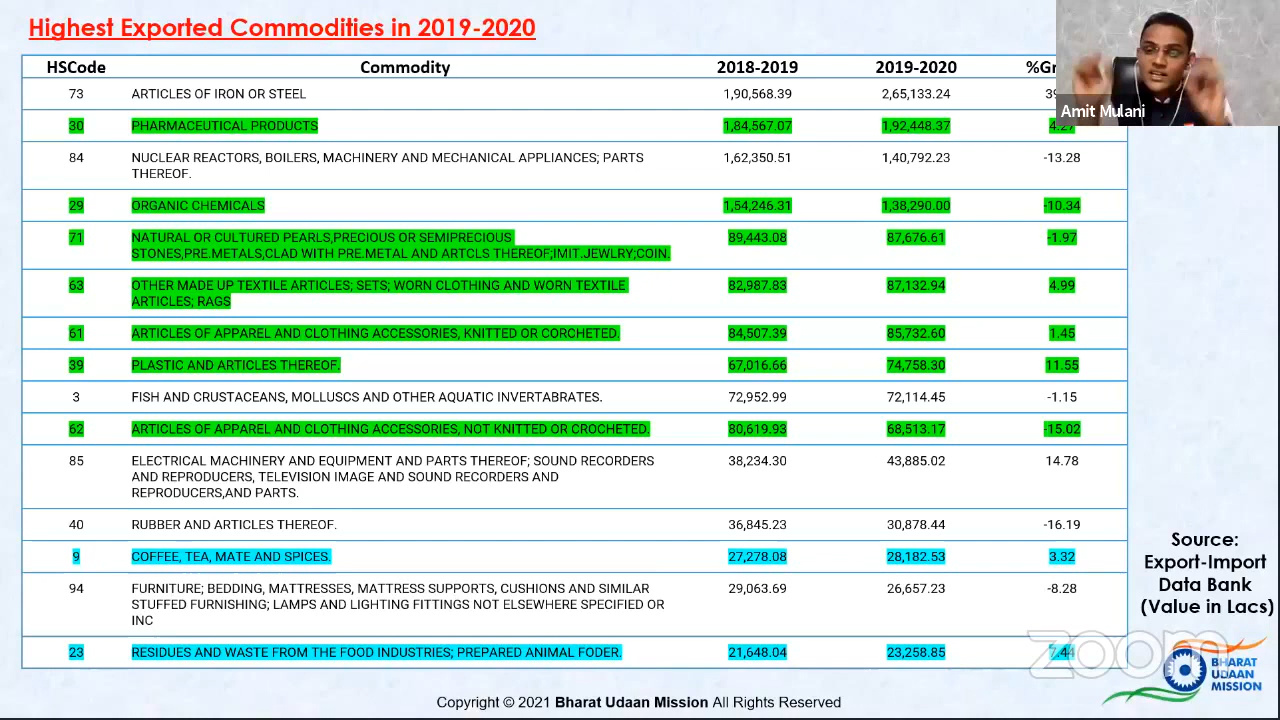 Highest Exported Commodities in 2019-2020
HSCode Commodity 2018-2019 2019-2020
73 ARTICLES OF IRON OR STEEL 1,90,568.39 2,65,133.24
30 PHARMACEUTICAL PRODUCTS 1,84,567.07 1,92,448.37 4.27
Amit Mulani
84 NUCLEAR REACTORS, BOILERS, MACHINERY AND MECHANICAL APPLIANCES; PARTS 1,62,350.51 1,40,792.23 -13.28
THEREOF.
29 ORGANIC CHEMICALS 1,54,246.31 1,38,290.00 -10.34
71 NATURAL OR CULTURED PEARLS,PRECIOUS OR SEMIPRECIOUS 89,443.08 87,676.61 -1.97
STONES,PRE.METALS,CLAD WITH PRE.METAL AND ARTCLS THEREOF;IMIT.JEWLRY;COIN.
63 OTHER MADE UP TEXTILE ARTICLES; SETS; WORN CLOTHING AND WORN TEXTILE 82,987.83 87,132.94 4.99
ARTICLES; RAGS
61 ARTICLES OF APPAREL AND CLOTHING ACCESSORIES, KNITTED OR CORCHETED. 84,507.39 85,732.60 1.45
39 PLASTIC AND ARTICLES THEREOF. 67,016.66 74,758.30 11.55
3 FISH AND CRUSTACEANS, MOLLUSCS AND OTHER AQUATIC INVERTABRATES. 72,952.99 72,114.45 -1.15
62 ARTICLES OF APPAREL AND CLOTHING ACCESSORIES, NOT KNITTED OR CROCHETED. 80,619.93 68,513.17 -15.02
85 ELECTRICAL MACHINERY AND EQUIPMENT AND PARTS THEREOF; SOUND RECORDERS 38,234.30 43,885.02 14.78
AND REPRODUCERS, TELEVISION IMAGE AND SOUND RECORDERS AND
REPRODUCERS,AND PARTS.
40 RUBBER AND ARTICLES THEREOF. 36,845.23 30,878.44 -16.19
9 COFFEE, TEA, MATE AND SPICES. 27,278.08 28,182.53 3.32
94 FURNITURE; BEDDING, MATTRESSES, MATTRESS SUPPORTS, CUSHIONS AND SIMILAR 29,063.69 26,657.23 -8.28
STUFFED FURNISHING; LAMPS AND LIGHTING FITTINGS NOT ELSEWHERE SPECIFIED OR
INC
23 RESIDUES AND WASTE FROM THE FOOD INDUSTRIES; PREPARED ANIMAL FODER. 21,648.04 23,258.85 7.44
Source:
Export-Import
Data Bank
(Value in Lacs)
zoom
BHARAT
UDAAN
MISSION
Copyright © 2021 Bharat Udaan Mission All Rights Reserved